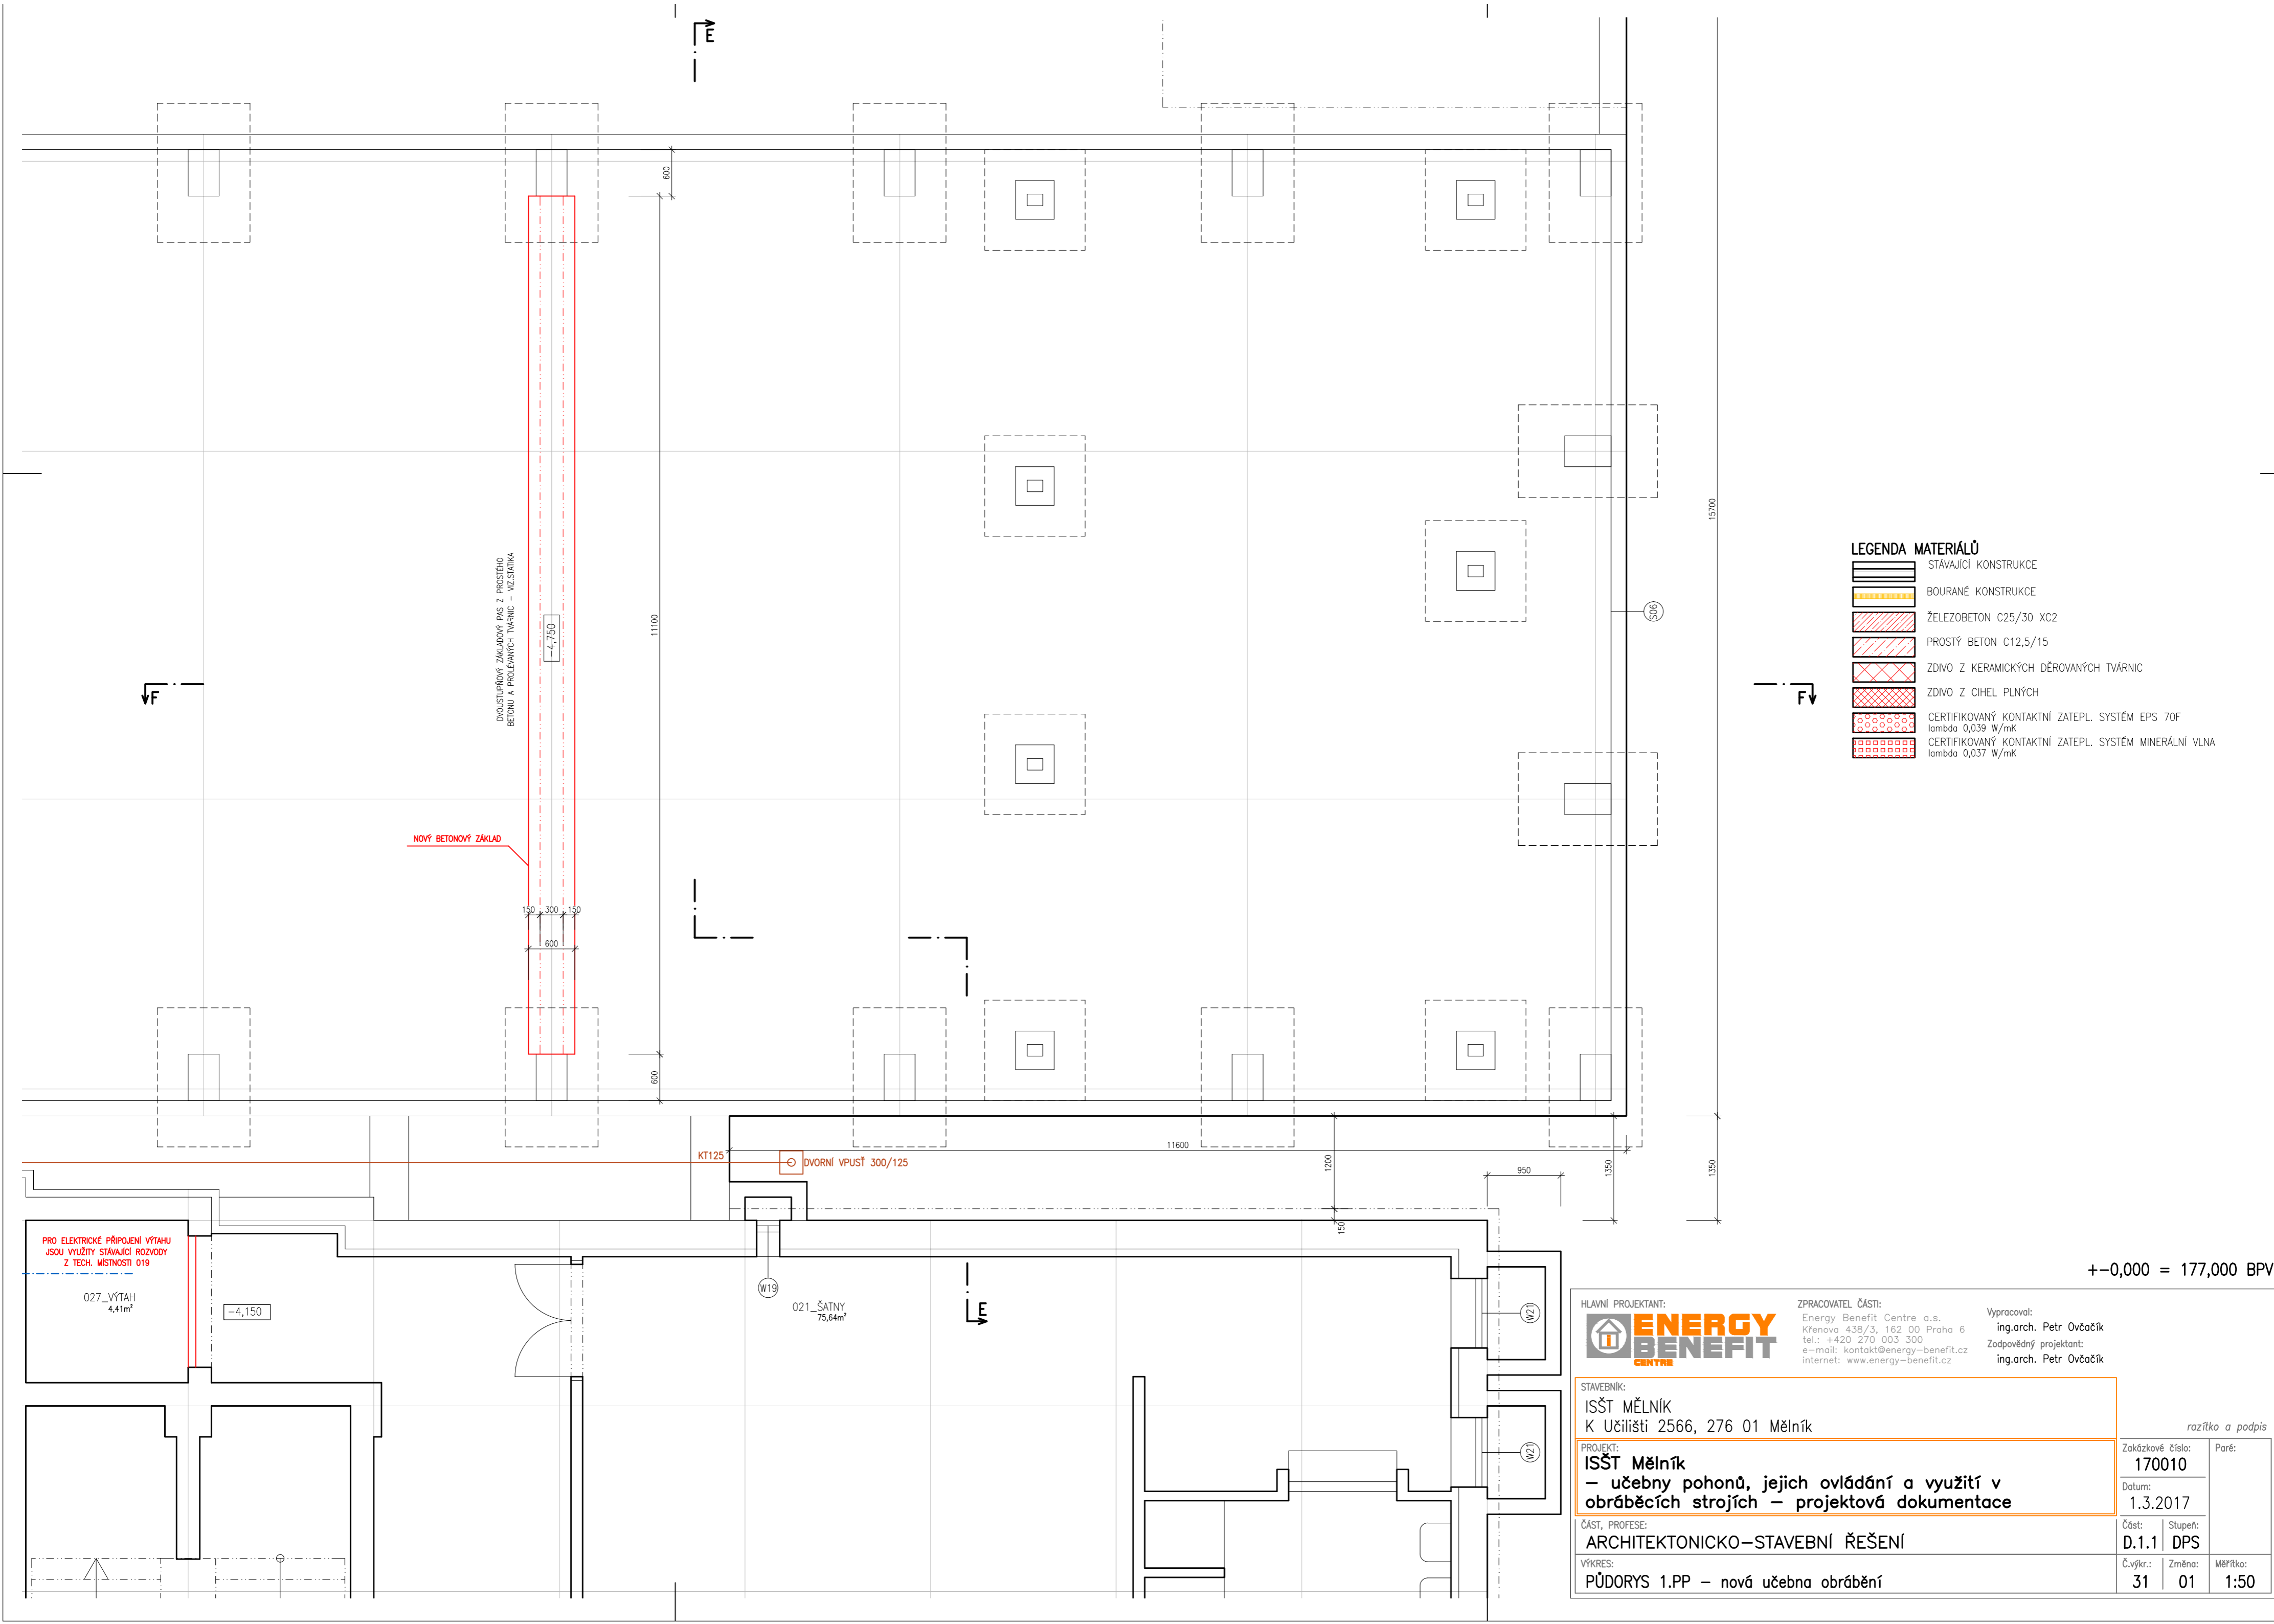 E
600
11100
DVOUSTUPŇOVÝ ZÁKLADOVÝ PAS Z PROSTÉHO
BETONU A PROLÉVANÝCH TVÁRNIC – VIZ.STATIKA
-4,750
15700
S06
F
F
LEGENDA MATERIÁLŮ
STÁVAJÍCÍ KONSTRUKCE
BOURANÉ KONSTRUKCE
ŽELEZOBETON C25/30 XC2
PROSTÝ BETON C12,5/15
ZDIVO Z KERAMICKÝCH DĚROVANÝCH TVÁRNIC
ZDIVO Z CIHEL PLNÝCH
CERTIFIKOVANÝ KONTAKTNÍ ZATEPL. SYSTÉM EPS 70F
lambda 0,039 W/mK
CERTIFIKOVANÝ KONTAKTNÍ ZATEPL. SYSTÉM MINERÁLNÍ VLNA
lambda 0,037 W/mK
NOVÝ BETONOVÝ ZÁKLAD
150 300 150
600
600
11600
KT125
DVORNÍ VPUSŤ 300/125
1200
150
950
1350
1350
PRO ELEKTRICKÉ PŘIPOJENÍ VÝTAHU
JSOU VYUŽITY STÁVAJÍCÍ ROZVODY
Z TECH. MÍSTNOSTI 019
027_VÝTAH
4,41m²
-4,150
W19
021_ŠATNY
75,64m²
E
W21
W21
+-0,000 = 177,000 BPV
HLAVNÍ PROJEKTANT:
ENERGY
BENEFIT
CENTRE
ZPRACOVATEL ČÁSTI:
Energy Benefit Centre a.s.
Křenova 438/3, 162 00 Praha 6
tel.: +420 270 003 300
e-mail: kontakt@energy-benefit.cz
internet: www.energy-benefit.cz
Vypracoval:
ing.arch. Petr Ovčačík
Zodpovědný projektant:
ing.arch. Petr Ovčačík
STAVEBNÍK:
ISŠT MĚLNÍK
K Učilišti 2566, 276 01 Mělník
razítko a podpis
PROJEKT:
ISŠT Mělník
– učebny pohonů, jejich ovládání a využití v
obráběcích strojích – projektová dokumentace
Zakázkové číslo:
170010
Paré:
Datum:
1.3.2017
ČÁST, PROFESE:
ARCHITEKTONICKO-STAVEBNÍ ŘEŠENÍ
Část:
D.1.1
Stupeň:
DPS
VÝKRES:
PŮDORYS 1.PP – nová učebna obrábění
Č.výkr.:
31
Změna:
01
Měřítko:
1:50